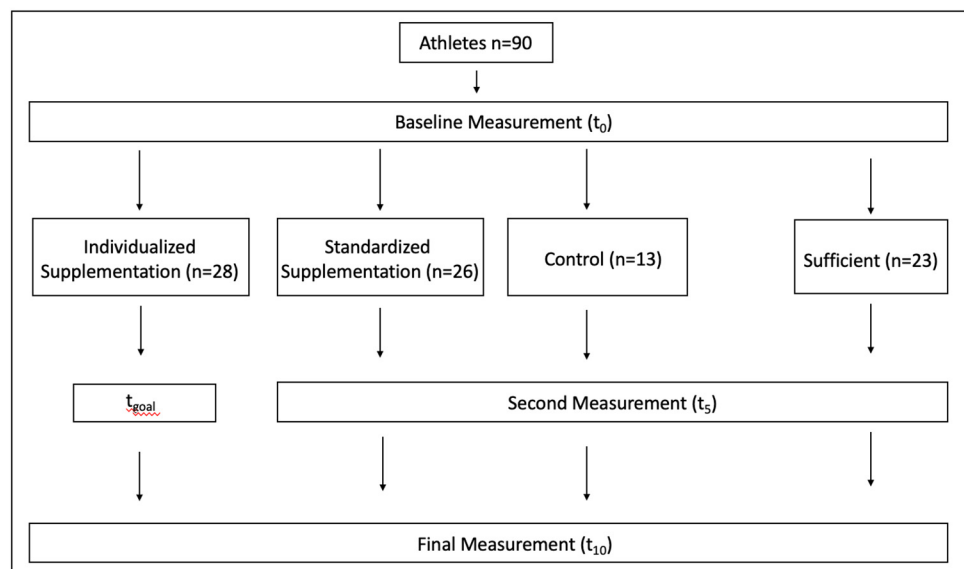 Athletes n=90
Baseline Measurement (t₀)
Individualized
Supplementation (n=28)
Standardized
Supplementation (n=26)
Control (n=13)
Sufficient (n=23)
t_goal
Second Measurement (t₅)
Final Measurement (t₁₀)